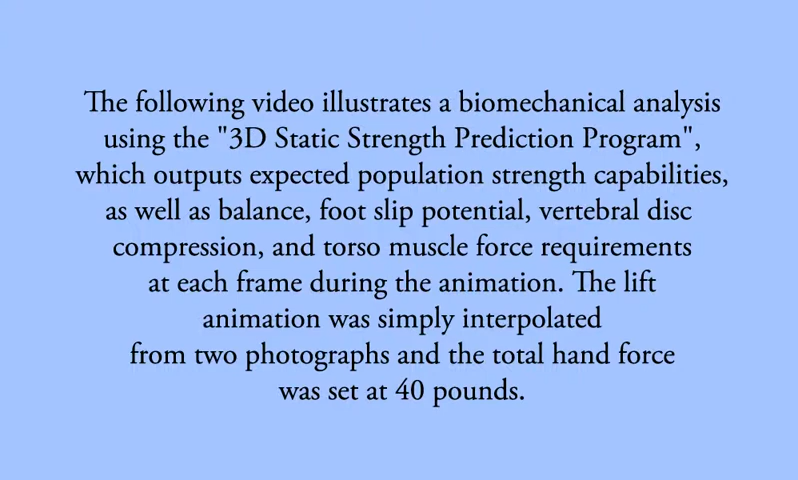 The following video illustrates a biomechanical analysis
using the "3D Static Strength Prediction Program",
which outputs expected population strength capabilities,
as well as balance, foot slip potential, vertebral disc
compression, and torso muscle force requirements
at each frame during the animation. The lift
animation was simply interpolated
from two photographs and the total hand force
was set at 40 pounds.